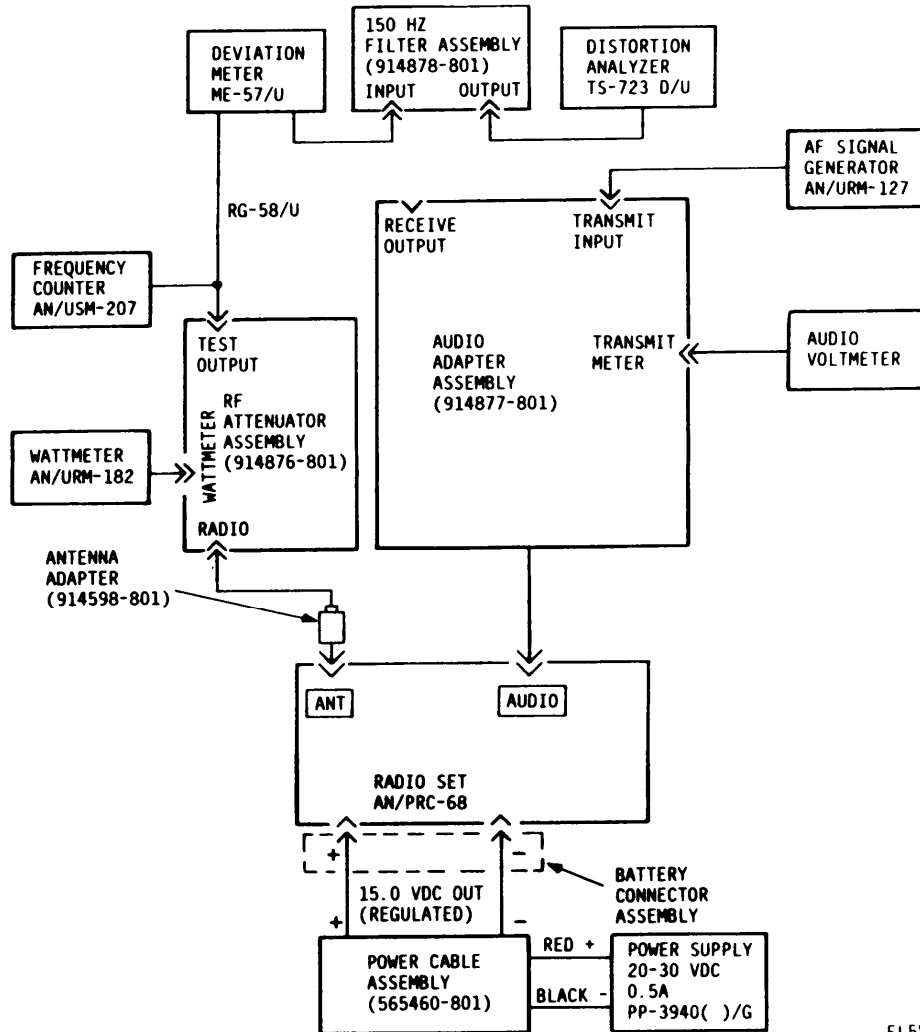 DEVIATION
METER
ME-57/U
150 HZ
FILTER ASSEMBLY
(914878-801)
INPUT OUTPUT
DISTORTION
ANALYZER
TS-723 D/U
AF SIGNAL
GENERATOR
AN/URM-127
RG-58/U
RECEIVE
OUTPUT
TRANSMIT
INPUT
FREQUENCY
COUNTER
AN/USM-207
TEST
OUTPUT
AUDIO
ADAPTER
ASSEMBLY
(914877-801)
TRANSMIT
METER
AUDIO
VOLTMETER
RF
ATTENUATOR
ASSEMBLY
(914876-801)
WATTMETER
WATTMETER
AN/URM-182
RADIO
ANTENNA
ADAPTER
(914598-801)
ANT
AUDIO
RADIO SET
AN/PRC-68
+ -
15.0 VDC OUT
(REGULATED)
+ -
BATTERY
CONNECTOR
ASSEMBLY
POWER CABLE
ASSEMBLY
(565460-801)
RED +
BLACK -
POWER SUPPLY
20-30 VDC
0.5A
PP-3940( )/G